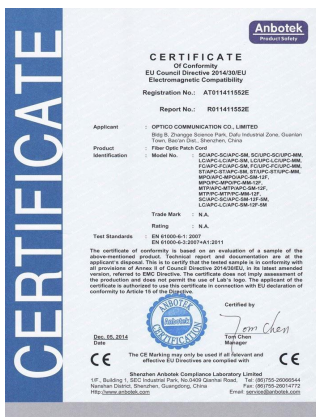 Anbotek
Product Safety
CERTIFICATE
CERTIFICATE
Of Conformity
EU Council Directive 2014/30/EU
Electromagnetic Compatibility
Registration No.: AT011411552E
Report No.: R011411552E
Applicant : OPTICO COMMUNICATION CO., LIMITED
Bldg B, Zhangge Science Park, Dafu Industrial Zone, Guanlan
Town, Bao'an Dist., Shenzhen, China
Product : Fiber Optic Patch Cord
Identification : Model No. : SC/APC-SC/APC-SM, SC/UPC-SC/UPC-MM,
LC/APC-LC/APC-SM, LC/UPC-LC/UPC-MM,
FC/APC-FC/APC-SM, FC/UPC-FC/UPC-MM,
ST/APC-ST/APC-SM, ST/UPC-ST/UPC-MM,
MPO/APC-MPO/APC-SM-12F,
MPO/PC-MPO/PC-MM-12F,
MTP/APC-MTP/APC-SM-12F,
MTP/PC-MTP/PC-MM-12F,
SC/APC-SC/APC-SM-12F-5M,
LC/APC-LC/APC-SM-12F-5M
Trade Mark : N.A.
Rating : N.A.
Test Standards : EN 61000-6-1: 2007
EN 61000-6-3:2007+A1:2011
The certificate of conformity is based on an evaluation of a sample of the
above-mentioned product. Technical report and documentation are at the
applicant's disposal. This is to certify that the tested sample is in conformity with
all provisions of Annex II of Council Directive 2014/30/EU, in its latest amended
version, referred to EMC Directive. The certificate does not imply assessment of
the production and does not permit the use of Lab's logo. The applicant of the
certificate is authorized to use this certificate in connection with EU declaration of
conformity to Article 15 of the Directive.
Certified by
ANBOTEK
Tom Chen
Dec. 05, 2014
Date
Tom Chen
Manager
CE
The CE Marking may only be used if all relevant and
effective EU Directives are complied with
CE
Shenzhen Anbotek Compliance Laboratory Limited
1/F., Building 1, SEC Industrial Park, No.0409 Qianhai Road,
Nanshan District, Shenzhen, Guangdong, China
Http://www.anbotek.com
Tel: (86)755-26066544
Fax: (86)755-26014772
Email: service@anbotek.com